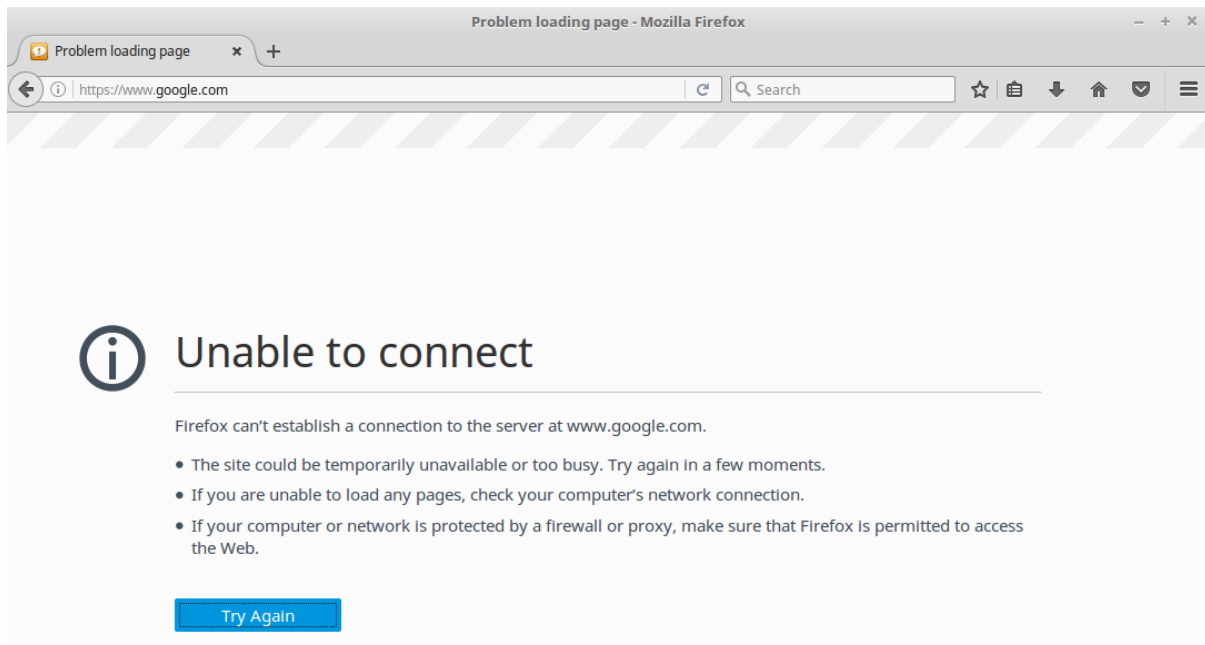 Problem loading page - Mozilla Firefox
Problem loading page
https://www.google.com
Search
Unable to connect
Firefox can’t establish a connection to the server at www.google.com.
The site could be temporarily unavailable or too busy. Try again in a few moments.
If you are unable to load any pages, check your computer’s network connection.
If your computer or network is protected by a firewall or proxy, make sure that Firefox is permitted to access
the Web.
Try Again